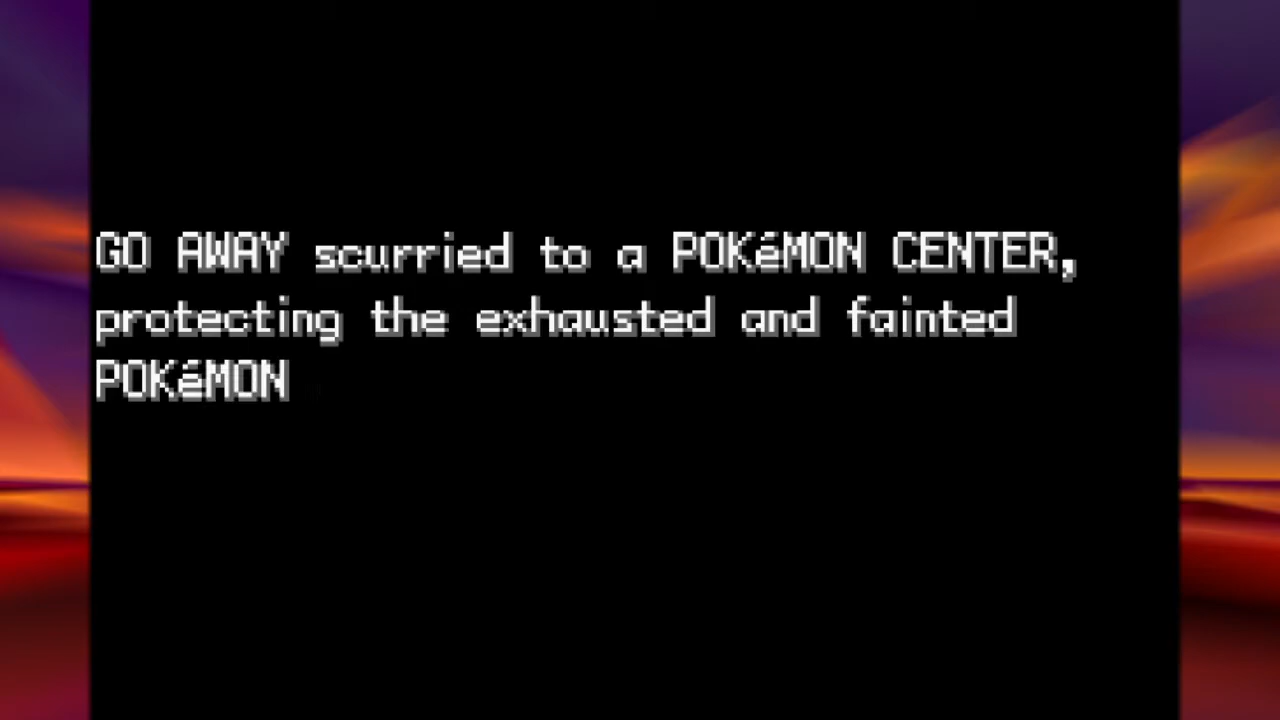 GO AWAY scurried to a POKéMON CENTER,
protecting the exhausted and fainted
POKéMON